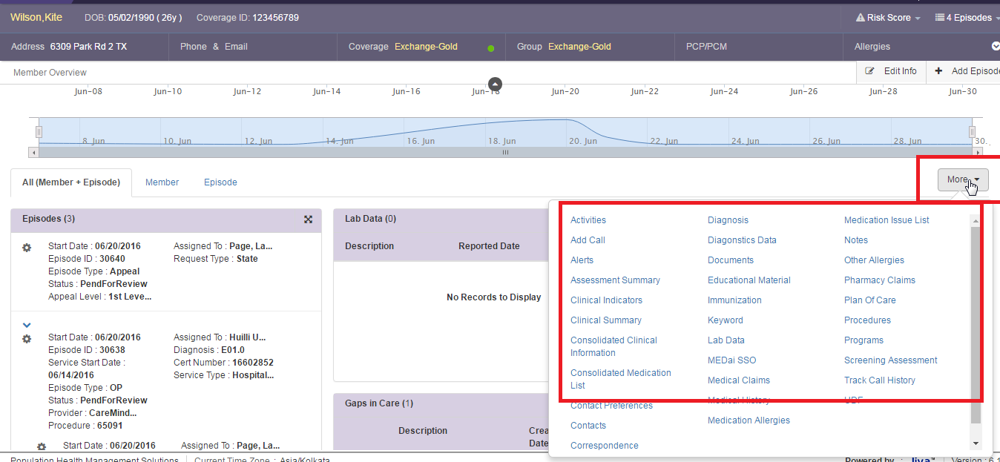 Wilson,Kite DOB: 05/02/1990 ( 26y ) Coverage ID: 123456789 Risk Score 4 Episodes
Address 6309 Park Rd 2 TX Phone & Email Coverage Exchange-Gold Group Exchange-Gold PCP/PCM Allergies
Member Overview Edit Info Add Episode
Jun-08 Jun-10 Jun-12 Jun-14 Jun-16 Jun-18 Jun-20 Jun-22 Jun-24 Jun-26 Jun-28 Jun-30
8. Jun 10. Jun 12. Jun 14. Jun 16. Jun 18. Jun 20. Jun 22. Jun 24. Jun 26. Jun 28. Jun 30.
All (Member + Episode) Member Episode More
Episodes (3)
Start Date : 06/20/2016 Assigned To : Page, La...
Episode ID : 30640 Request Type : State
Episode Type : Appeal
Status : PendForReview
Appeal Level : 1st Leve...
Start Date : 06/20/2016 Assigned To : Huilli U...
Episode ID : 30638 Diagnosis : E01.0
Service Start Date : Cert Number : 16602852
06/14/2016 Service Type : Hospital...
Episode Type : OP
Status : PendForReview
Provider : CareMind...
Procedure : 65091
Start Date : 06/20/2016 Assigned To : Page, La...
Lab Data (0)
Description Reported Date
No Records to Display
Gaps in Care (1)
Description Crea
Date
Activities
Add Call
Alerts
Assessment Summary
Clinical Indicators
Clinical Summary
Consolidated Clinical
Information
Consolidated Medication
List
Contact Preferences
Contacts
Correspondence
Diagnosis
Diagonstics Data
Documents
Educational Material
Immunization
Keyword
Lab Data
MEDai SSO
Medical Claims
Medical History
Medication Allergies
Medication Issue List
Notes
Other Allergies
Pharmacy Claims
Plan Of Care
Procedures
Programs
Screening Assessment
Track Call History
UDF
Population Health Management Solutions Current Time Zone : Asia/Kolkata Powered by : Jiva™ Version : 6.1